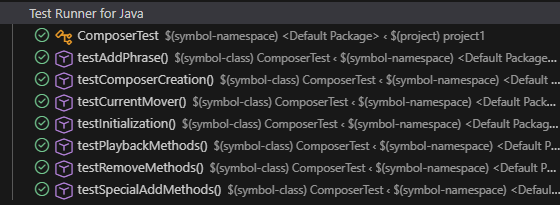 Test Runner for Java
ComposerTest $(symbol-namespace) <Default Package> < $(project) project1
testAddPhrase() $(symbol-class) ComposerTest < $(symbol-namespace) <Default Package...
testComposerCreation() $(symbol-class) ComposerTest < $(symbol-namespace) <Default ...
testCurrentMover() $(symbol-class) ComposerTest < $(symbol-namespace) <Default Pack...
testInitialization() $(symbol-class) ComposerTest < $(symbol-namespace) <Default Packag...
testPlaybackMethods() $(symbol-class) ComposerTest < $(symbol-namespace) <Default P...
testRemoveMethods() $(symbol-class) ComposerTest < $(symbol-namespace) <Default P...
testSpecialAddMethods() $(symbol-class) ComposerTest < $(symbol-namespace) <Default...